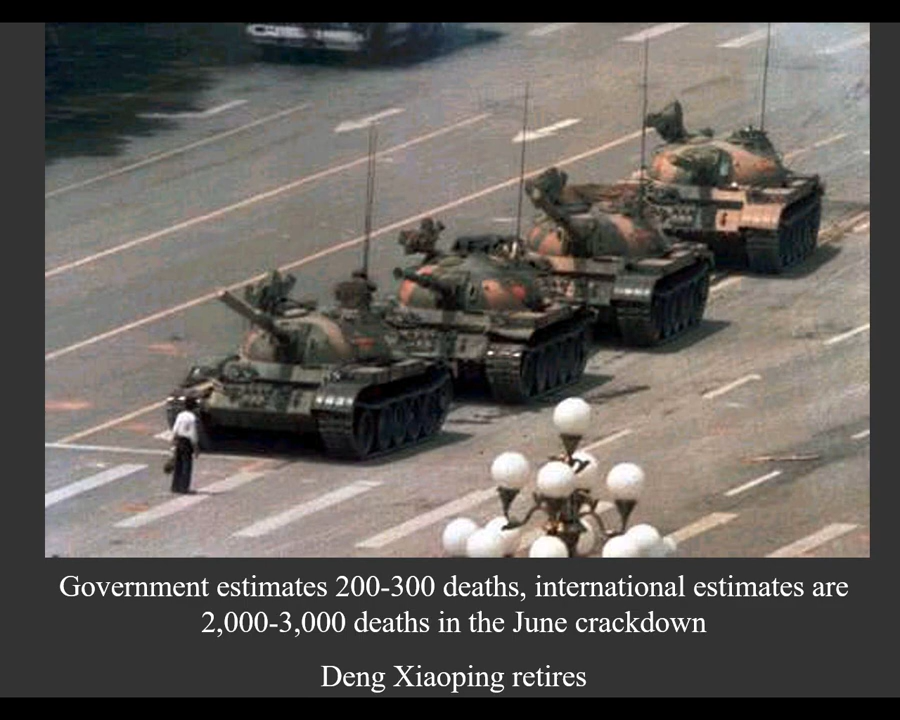 Government estimates 200-300 deaths, international estimates are
2,000-3,000 deaths in the June crackdown
Deng Xiaoping retires